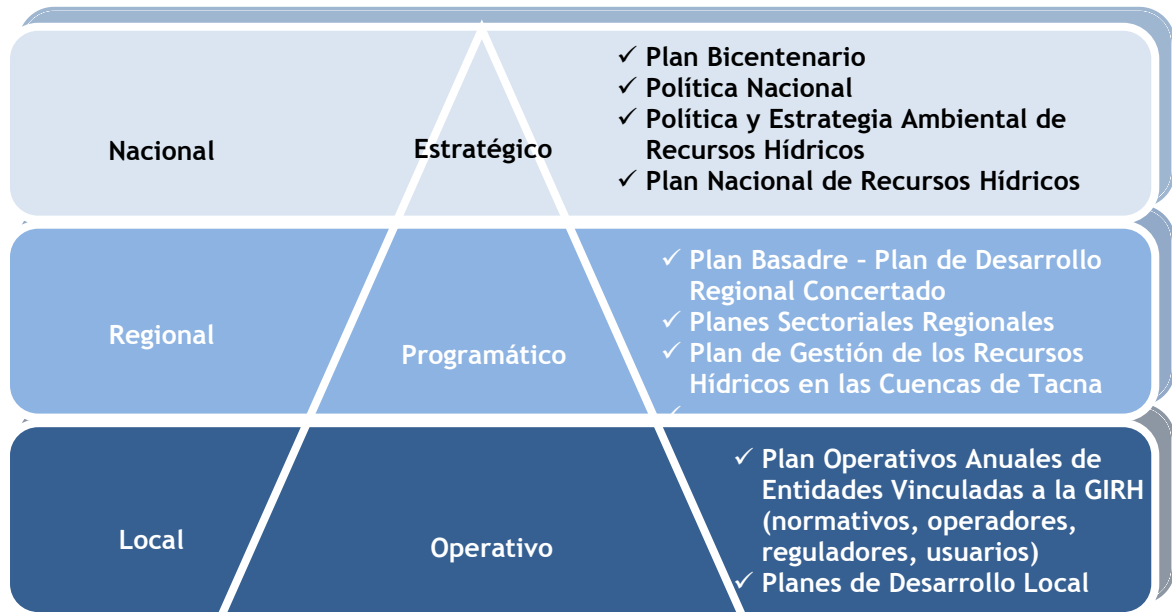 Nacional
Estratégico
✓ Plan Bicentenario
✓ Política Nacional
✓ Política y Estrategia Ambiental de
Recursos Hídricos
✓ Plan Nacional de Recursos Hídricos
Regional
Programático
✓ Plan Basadre – Plan de Desarrollo
Regional Concertado
✓ Planes Sectoriales Regionales
✓ Plan de Gestión de los Recursos
Hídricos en las Cuencas de Tacna
✓
Local
Operativo
✓ Plan Operativos Anuales de
Entidades Vinculadas a la GIRH
(normativos, operadores,
reguladores, usuarios)
✓ Planes de Desarrollo Local